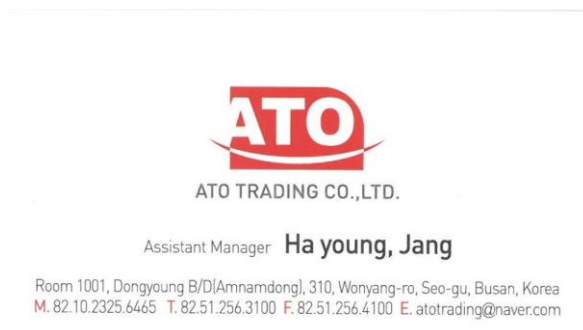 ATO
ATO TRADING CO.,LTD.
Assistant Manager Ha young, Jang
Room 1001, Dongyoung B/D(Amnamdong), 310, Wonyang-ro, Seo-gu, Busan, Korea
M. 82.10.2325.6465 T. 82.51.256.3100 F. 82.51.256.4100 E. atotrading@naver.com